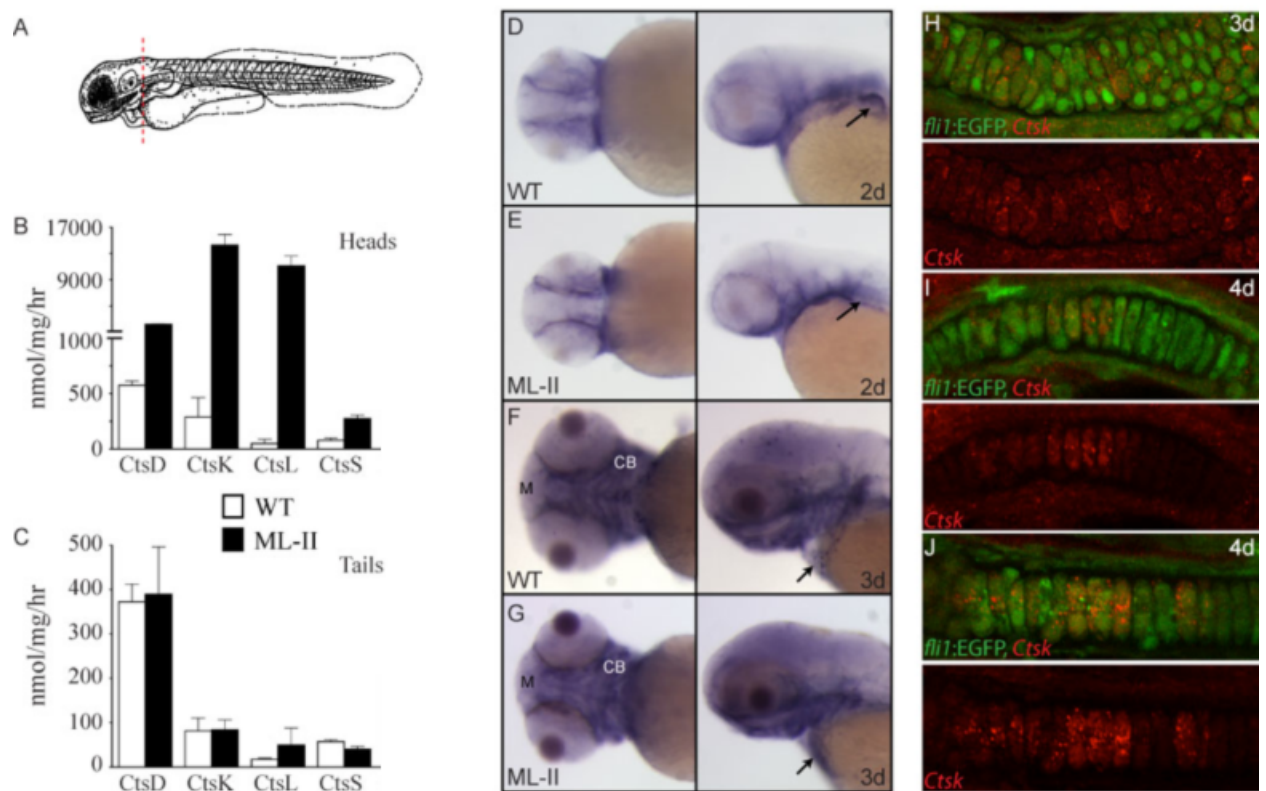 A
B
17000
Heads
9000
nmol/mg/hr
1000
500
0
CtsD CtsK CtsL CtsS
WT
ML-II
C
500
Tails
400
nmol/mg/hr
300
200
100
0
CtsD CtsK CtsL CtsS
D
WT
2d
E
ML-II
2d
F
CB
M
WT
3d
G
CB
M
ML-II
3d
H
3d
fli1:EGFP, Ctsk
Ctsk
I
4d
fli1:EGFP, Ctsk
Ctsk
J
4d
fli1:EGFP, Ctsk
Ctsk